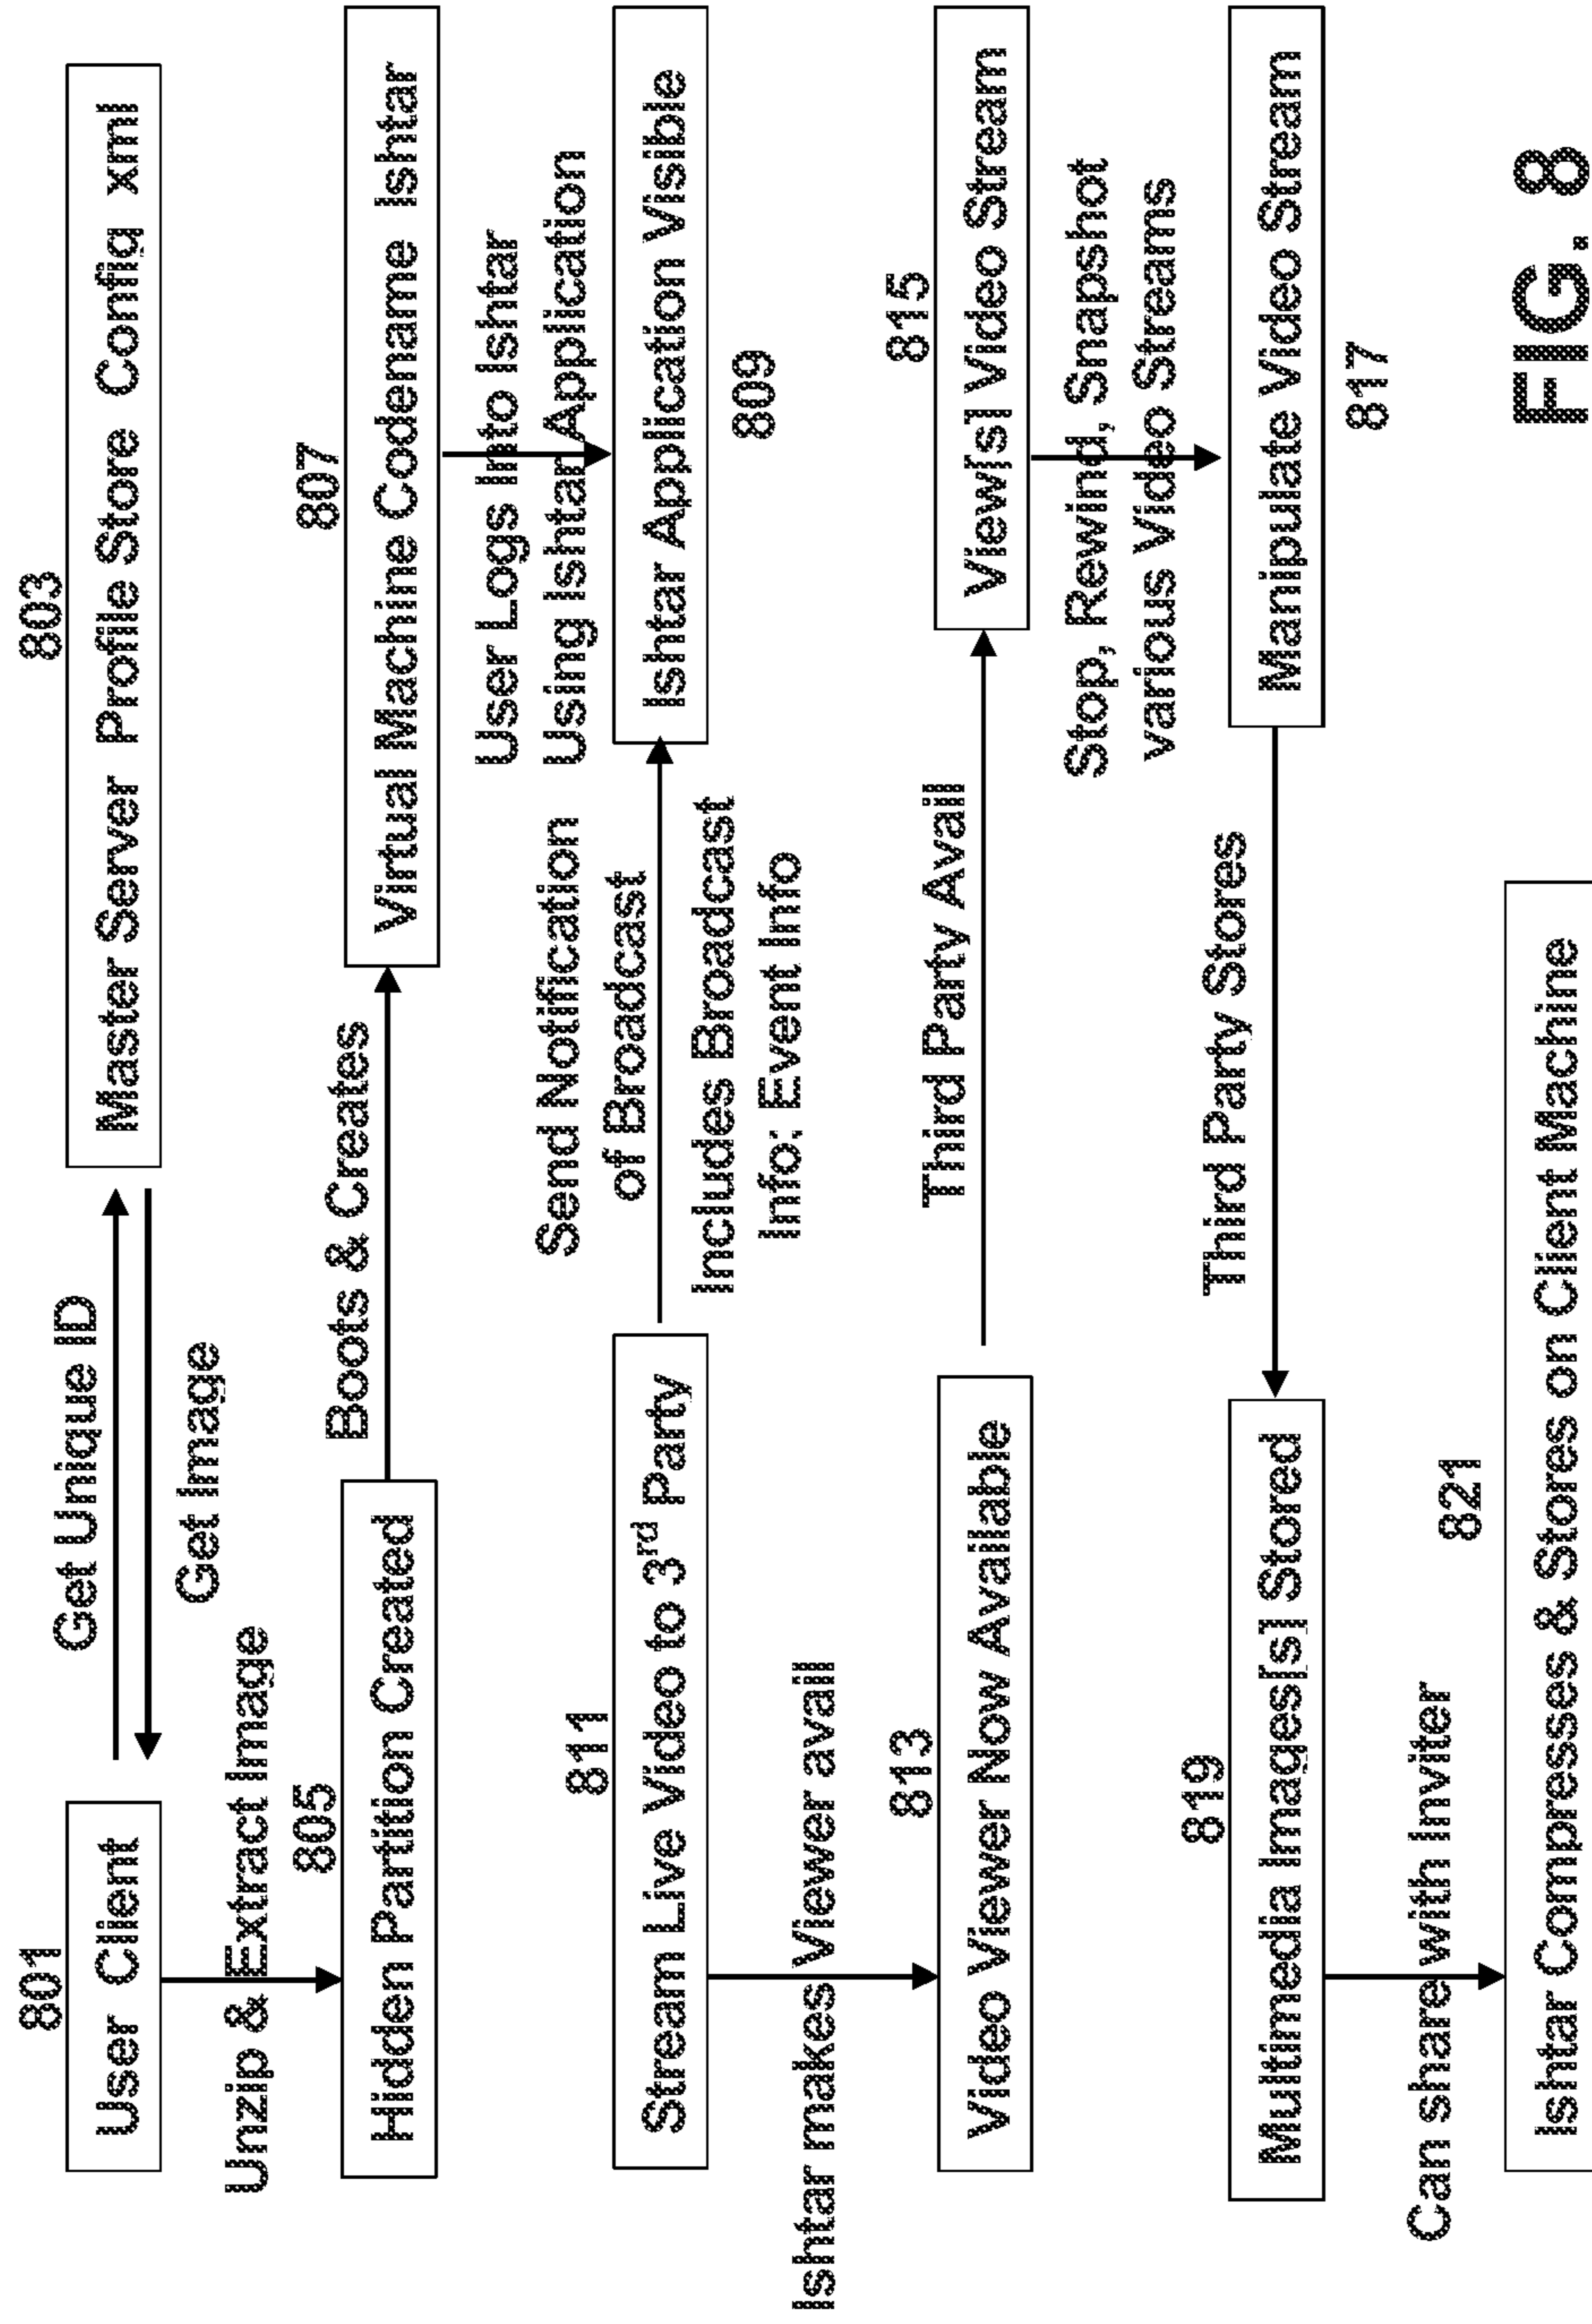 801
User Client
Get Unique ID
Get Image
803
Master Server Profile Store Config xml
Unzip & Extract Image
805
Hidden Partition Created
Boots & Creates
807
Virtual Machine Codename Ishtar
User Logs Into Ishtar
Using Ishtar Application
811
Stream Live Video to 3rd Party
Send Notification
of Broadcast
Includes Broadcast
Info: Event Info
Ishtar Application Visible
809
Ishtar makes Viewer avail
813
Video Viewer Now Available
Third Party Avail
815
View[s] Video Stream
Stop, Rewind, Snapshot
various Video Streams
819
Multimedia Images[s] Stored
Third Party Stores
Manipulate Video Stream
817
Can share with Inviter
821
Ishtar Compresses & Stores on Client Machine
FIG. 8